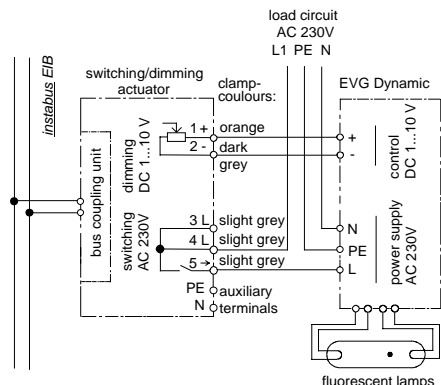 load circuit
AC 230V
L1 PE N
instabus EIB
switching/dimming
actuator
clamp-
coulours:
EVG Dynamic
bus coupling unit
dimming
DC 1...10 V
1 + orange
2 - dark
grey
+
-
control
DC 1...10 V
switching
AC 230V
3 L slight grey
4 L slight grey
5 → slight grey
PE auxiliary
N terminals
N
PE
L
power supply
AC 230V
fluorescent lamps